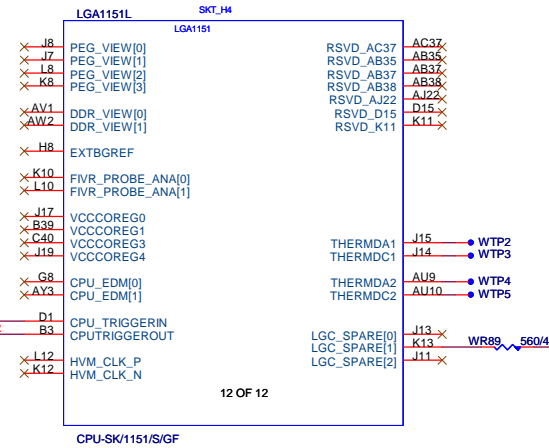 LGA1151L
SKT_H4
LGA1151
J8 PEG_VIEW[0] RSVD_AC37 AC37
J7 PEG_VIEW[1] RSVD_AB35 AB35
L8 PEG_VIEW[2] RSVD_AB37 AB37
K8 PEG_VIEW[3] RSVD_AB38 AB38
RSVD_AJ22 AJ22
AV1 DDR_VIEW[0] RSVD_D15 D15
AW2 DDR_VIEW[1] RSVD_K11 K11
H8 EXTBGREF
K10 FIVR_PROBE_ANA[0]
L10 FIVR_PROBE_ANA[1]
J17 VCCCOREG0
B39 VCCCOREG1
C40 VCCCOREG3 THERMDA1 J15 WTP2
J19 VCCCOREG4 THERMDC1 J14 WTP3
G8 CPU_EDM[0] THERMDA2 AU9 WTP4
AY3 CPU_EDM[1] THERMDC2 AU10 WTP5
D1 CPU_TRIGGERIN
B3 CPUTRIGGEROUT LGC_SPARE[0] J13
LGC_SPARE[1] K13 WR89 560/4
L12 HVM_CLK_P LGC_SPARE[2] J11
K12 HVM_CLK_N
12 OF 12
CPU-SK/1151/S/GF